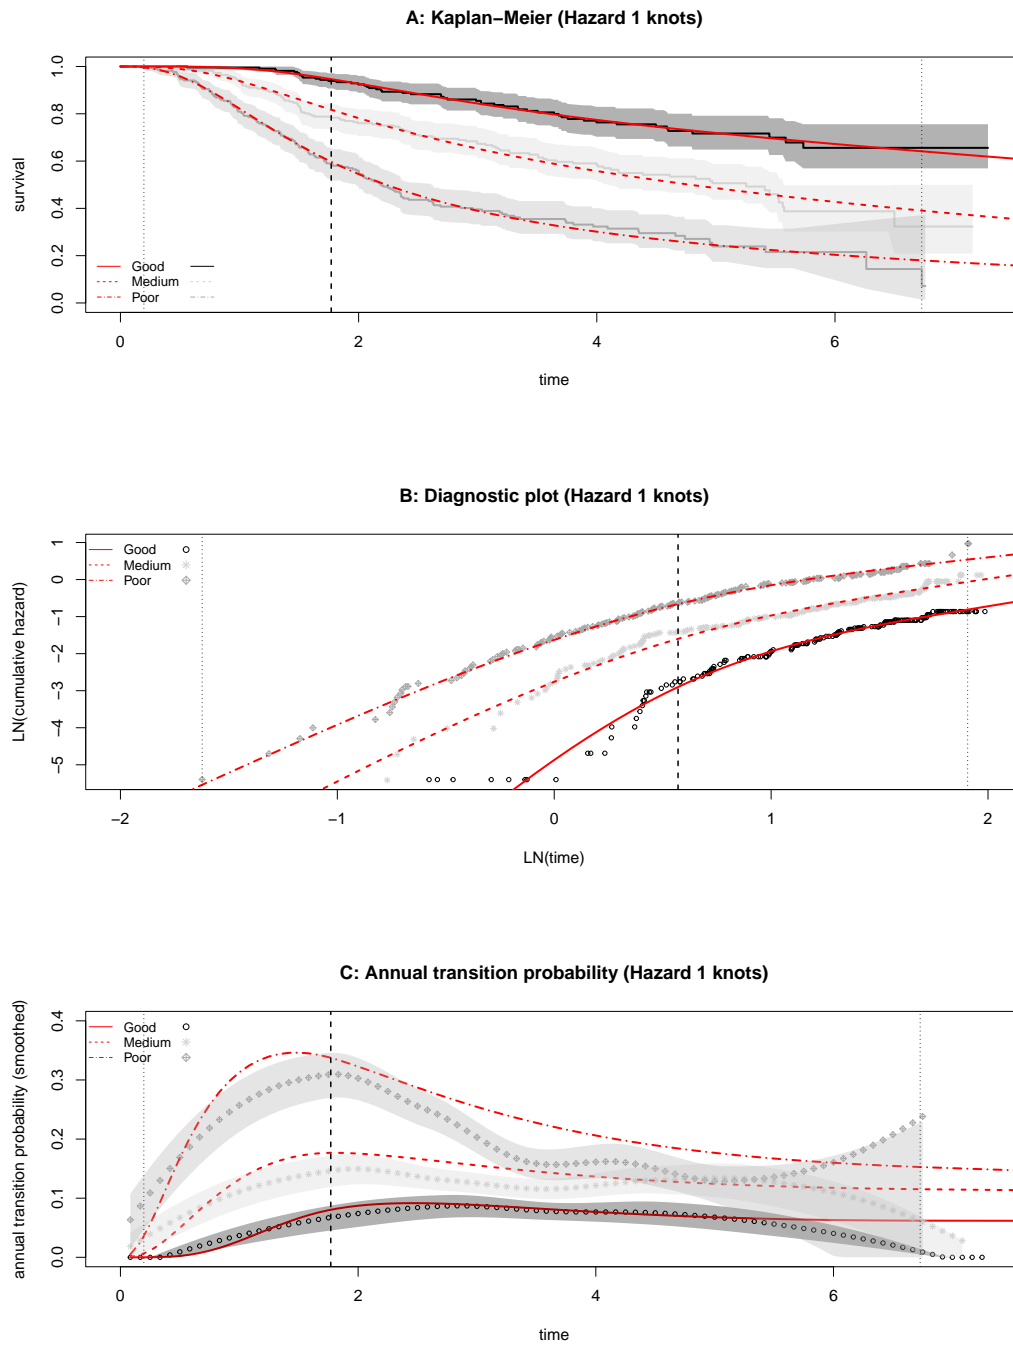 A: Kaplan−Meier (Hazard 1 knots)
survival
1.0
0.8
0.6
0.4
0.2
0.0
Good
Medium
Poor
0 2 4 6
time
B: Diagnostic plot (Hazard 1 knots)
LN(cumulative hazard)
1
0
−1
−2
−3
−4
−5
Good
Medium
Poor
−2 −1 0 1 2
LN(time)
C: Annual transition probability (Hazard 1 knots)
annual transition probability (smoothed)
0.4
0.3
0.2
0.1
0.0
Good
Medium
Poor
0 2 4 6
time